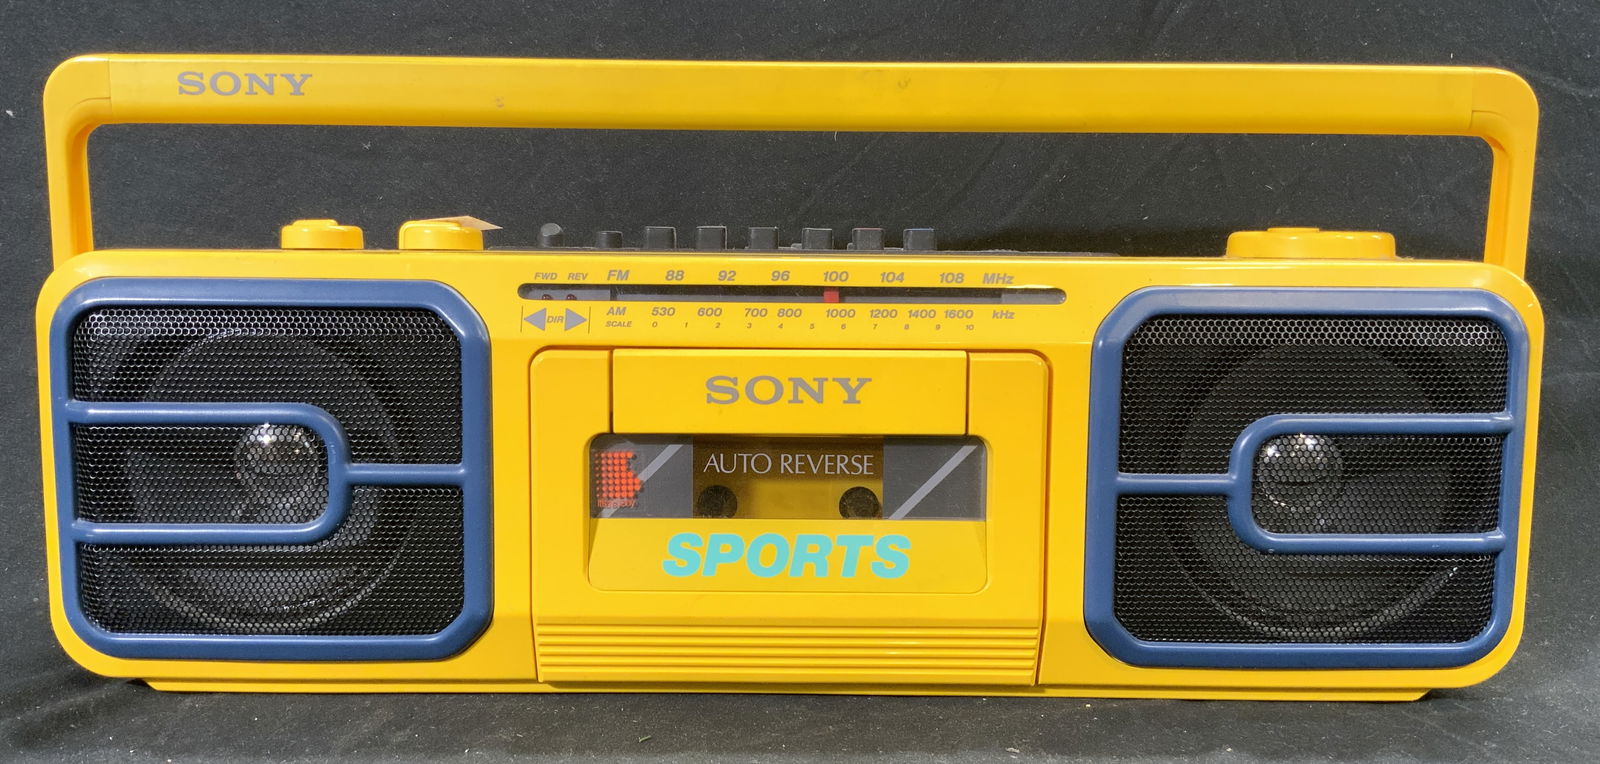 SONY
FWD REV FM 88 92 96 100 104 108 MHz
DIR AM 530 600 700 800 1000 1200 1400 1600 kHz
SCALE 0 1 2 3 4 5 6 7 8 9 10
SONY
AUTO REVERSE
SPORTS